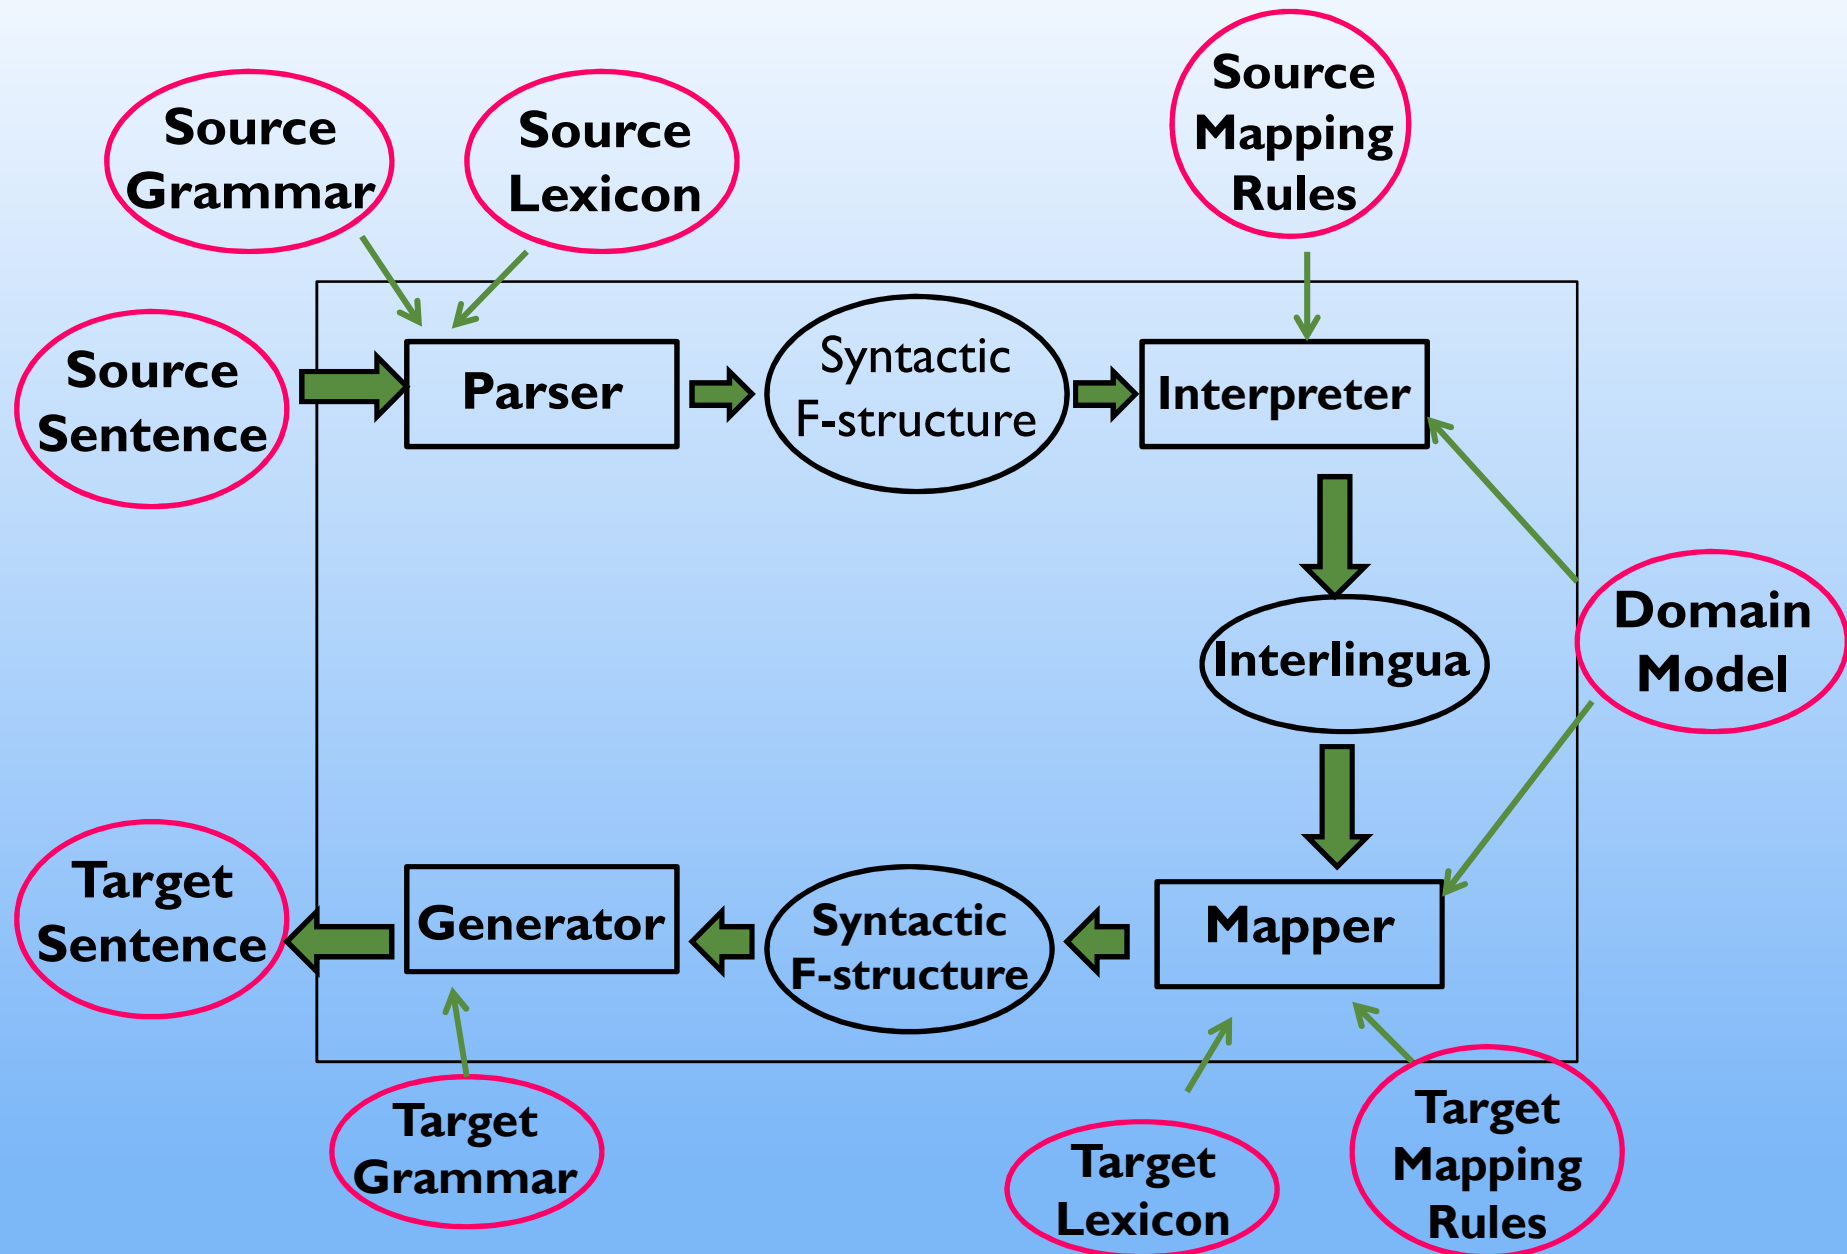 Source
Grammar
Source
Lexicon
Source
Mapping
Rules
Source
Sentence
Parser
Syntactic
F-structure
Interpreter
Interlingua
Domain
Model
Target
Sentence
Generator
Syntactic
F-structure
Mapper
Target
Grammar
Target
Lexicon
Target
Mapping
Rules